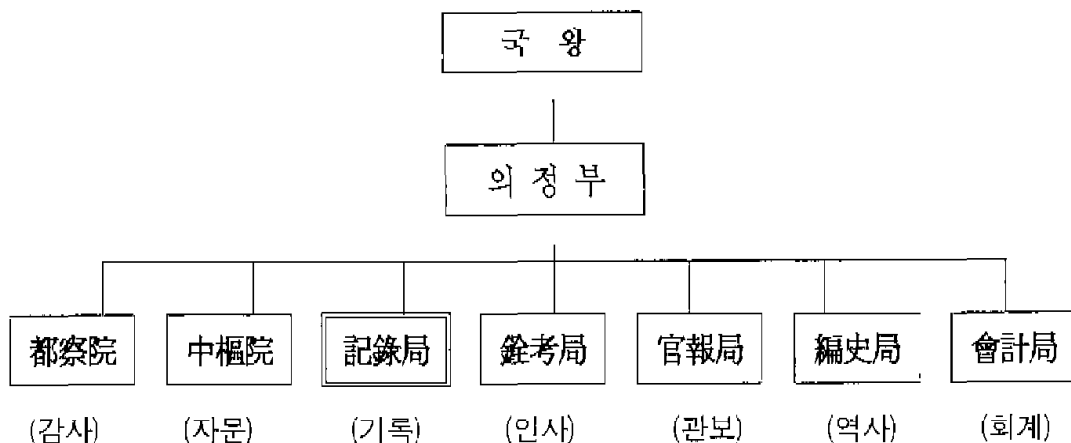 국 왕
의 정 부
都察院 中樞院 記錄局 銓考局 官報局 編史局 會計局
(감사) (자문) (기록) (인사) (관보) (역사) (회계)